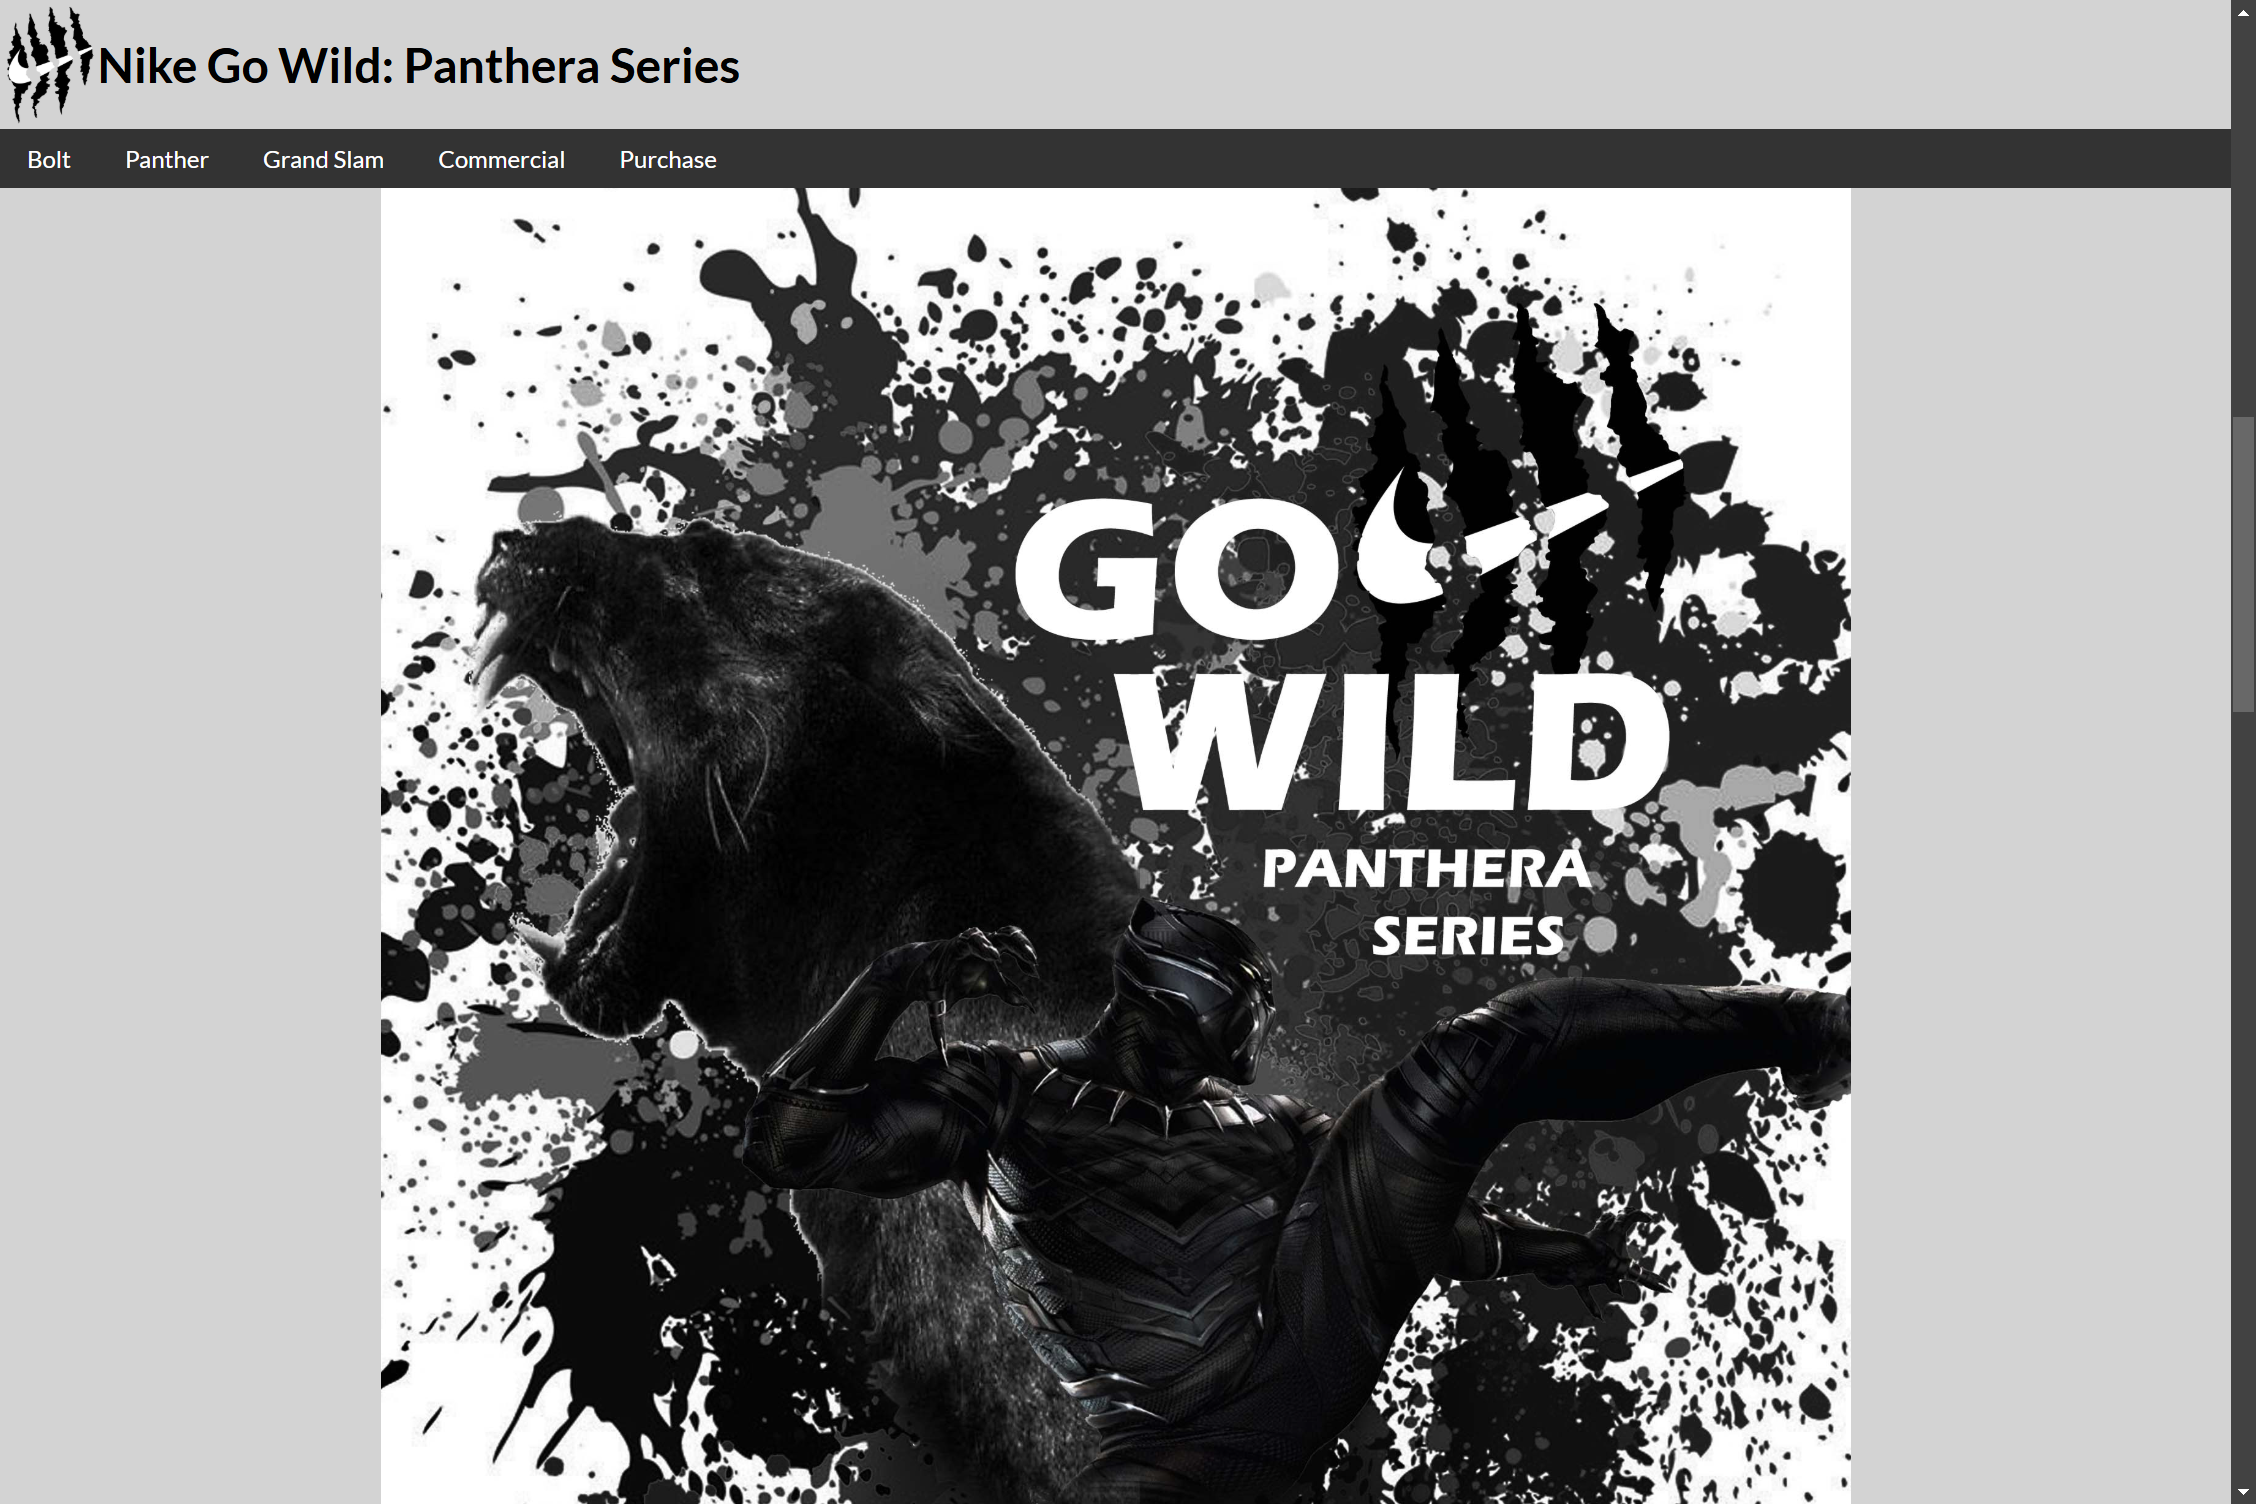 Nike Go Wild: Panthera Series
Bolt
Panther
Grand Slam
Commercial
Purchase
GO
WILD
PANTHERA
SERIES